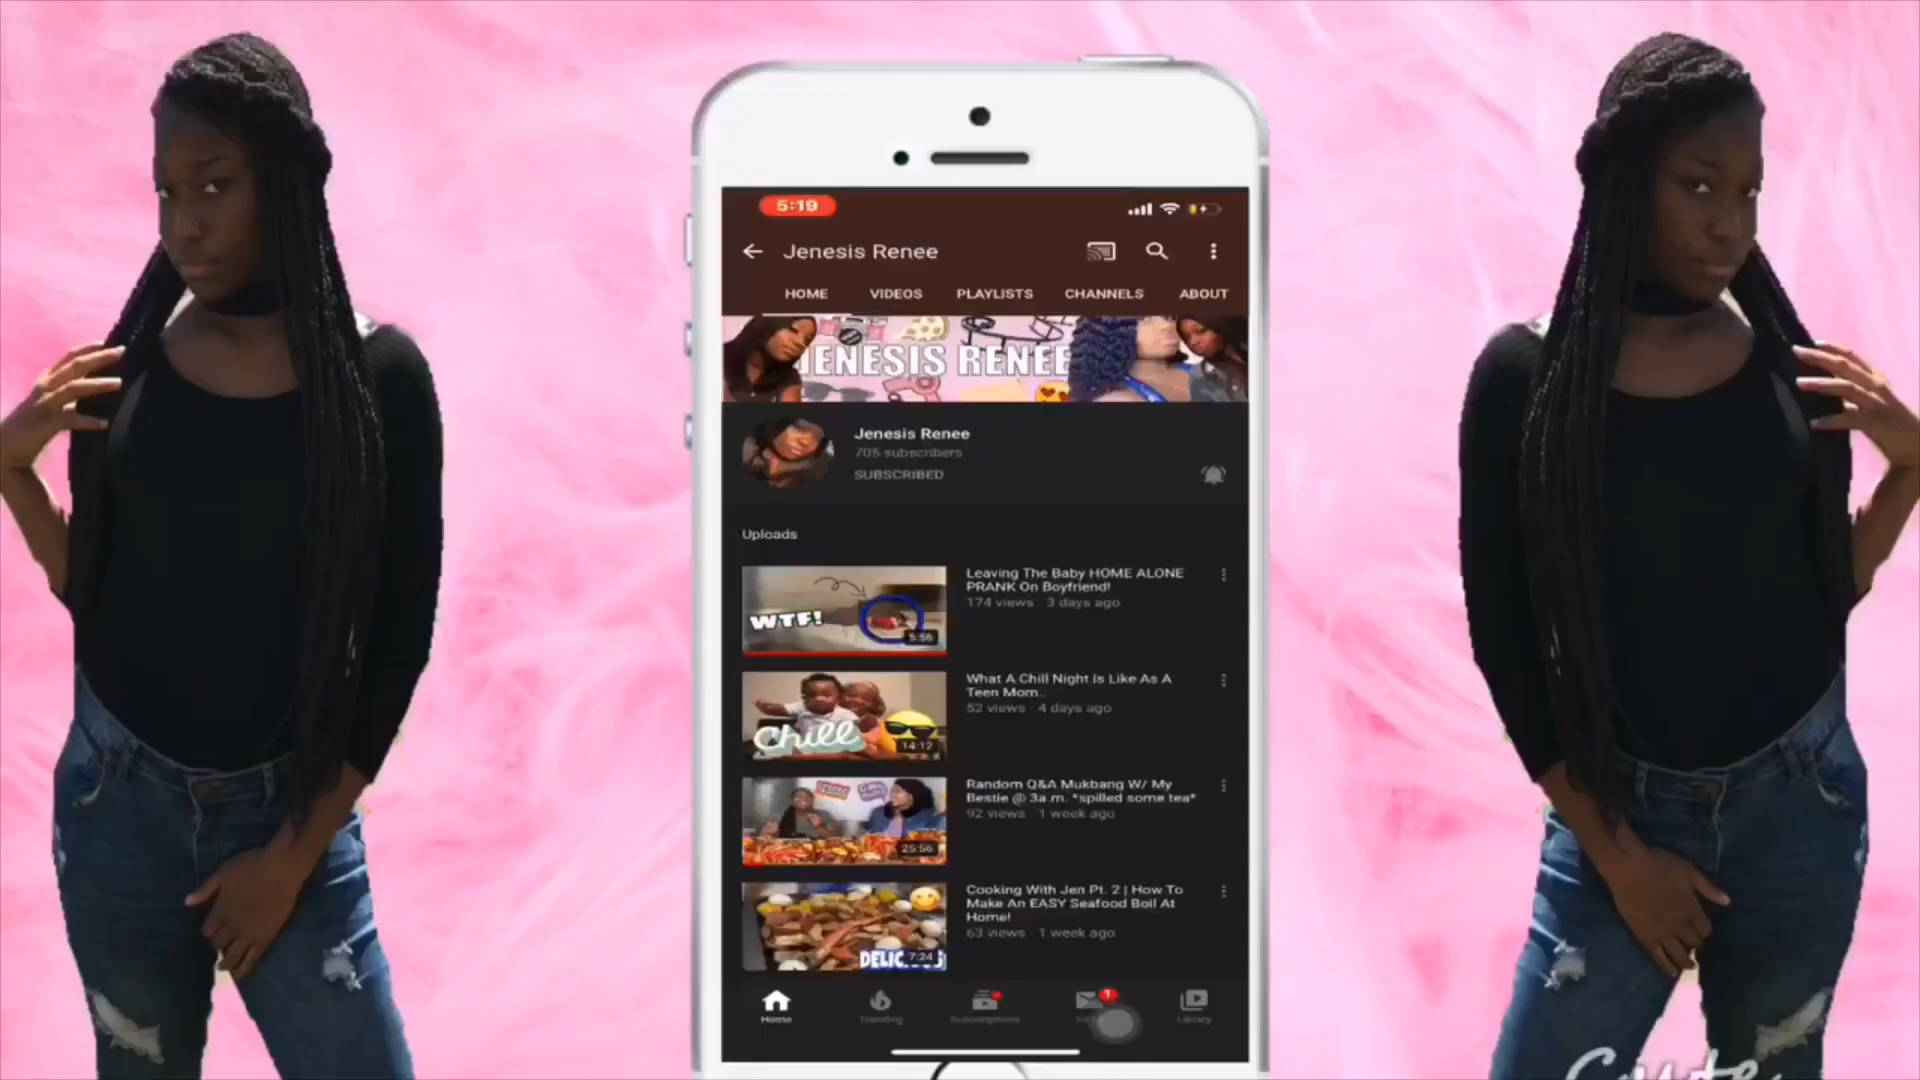 5:19
Jenesis Renee
HOME VIDEOS PLAYLISTS CHANNELS ABOUT
JENESIS RENEE
Jenesis Renee
705 subscribers
SUBSCRIBED
Uploads
WTF!
5:56
Leaving The Baby HOME ALONE
PRANK On Boyfriend!
174 views · 3 days ago
Chill
14:12
What A Chill Night Is Like As A
Teen Mom..
52 views · 4 days ago
25:56
Random Q&A Mukbang W/ My
Bestie @ 3a.m. *spilled some tea*
92 views · 1 week ago
7:24
Cooking With Jen Pt. 2 | How To
Make An EASY Seafood Boil At
Home!
63 views · 1 week ago
1
Home Trending Subscriptions Library